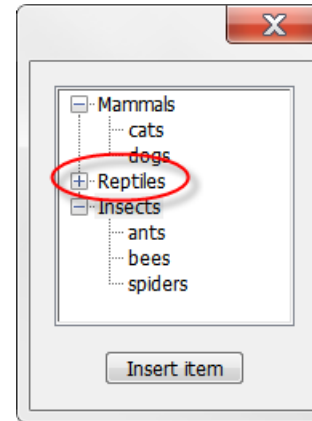 Mammals
cats
dogs
Reptiles
Insects
ants
bees
spiders
Insert item